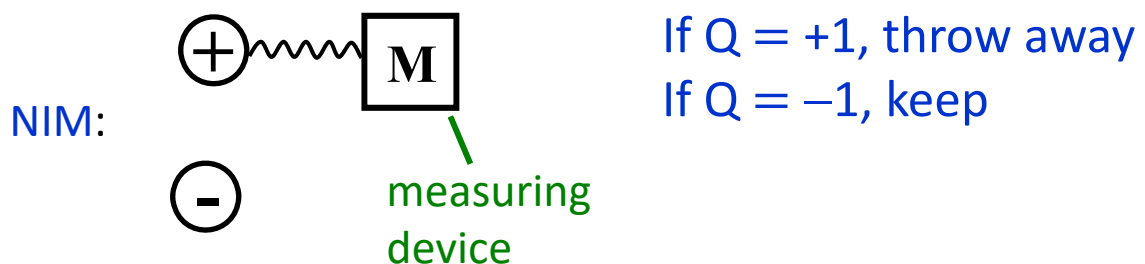 +
M
If Q = +1, throw away
If Q = −1, keep
NIM:
-
measuring
device